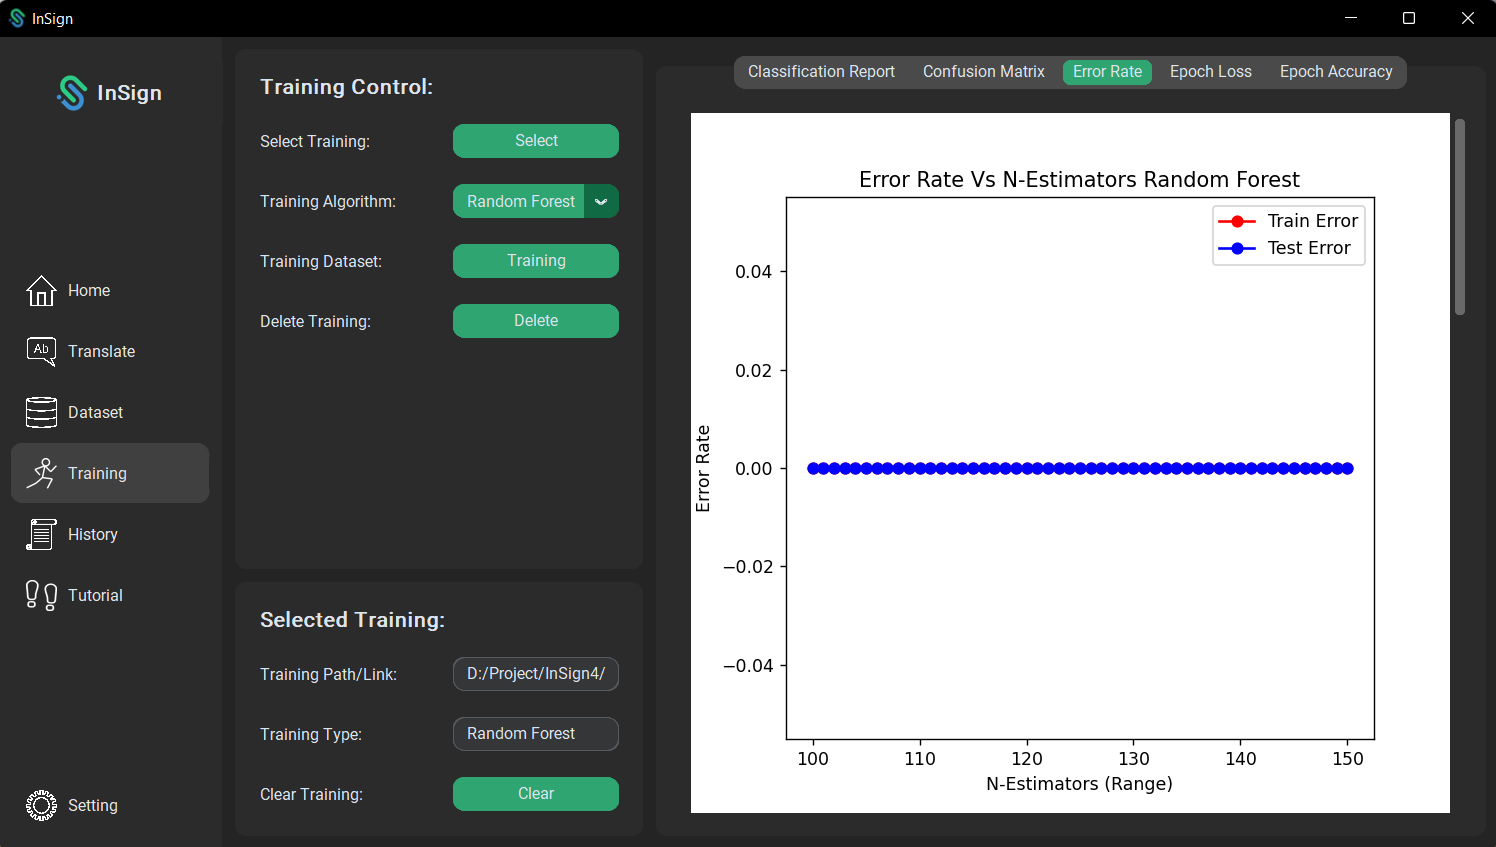 InSign
InSign
Home
Ab
Translate
Dataset
Training
History
Tutorial
Setting
Training Control:
Select Training:
Select
Training Algorithm:
Random Forest
Training Dataset:
Training
Delete Training:
Delete
Selected Training:
Training Path/Link:
D:/Project/InSign4/
Training Type:
Random Forest
Clear Training:
Clear
Classification Report Confusion Matrix Error Rate Epoch Loss Epoch Accuracy
Error Rate Vs N-Estimators Random Forest
Train Error
Test Error
0.04
0.02
0.00
−0.02
−0.04
Error Rate
100 110 120 130 140 150
N-Estimators (Range)